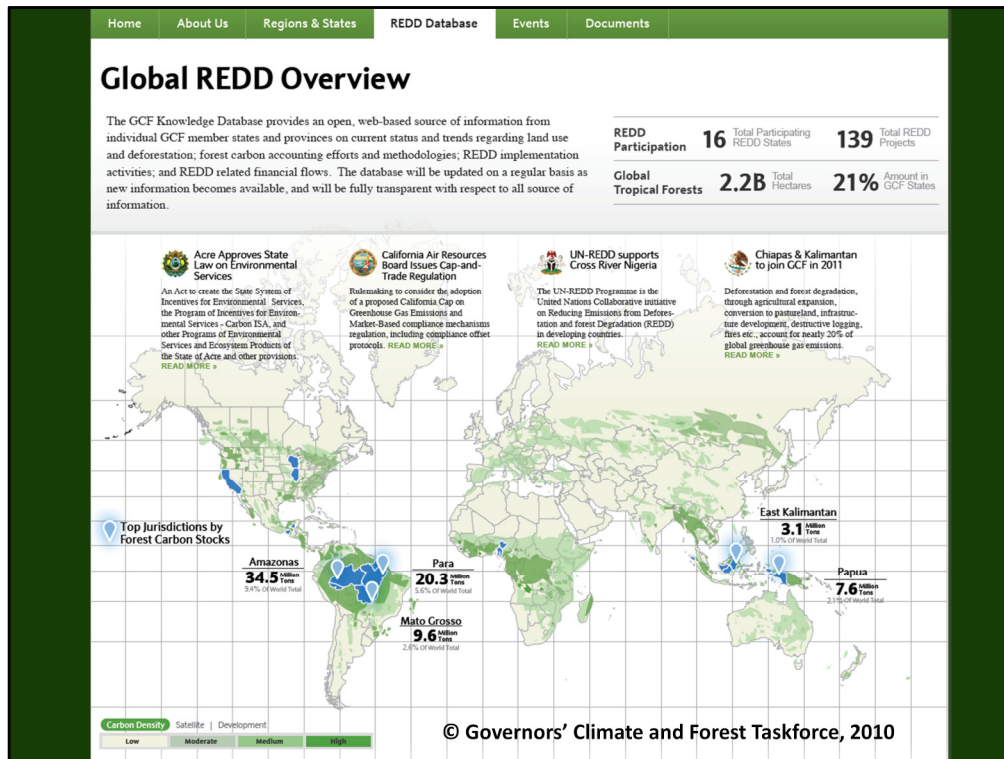 Home About Us Regions & States REDD Database Events Documents
Global REDD Overview
The GCF Knowledge Database provides an open, web-based source of information from
individual GCF member states and provinces on current status and trends regarding land use
and deforestation; forest carbon accounting efforts and methodologies; REDD implementation
activities; and REDD related financial flows. The database will be updated on a regular basis as
new information becomes available, and will be fully transparent with respect to all source of
information.
REDD
Participation
16
Total Participating
REDD States
139
Total REDD
Projects
Global
Tropical Forests
2.2B
Total
Hectares
21%
Amount in
GCF States
Acre Approves State
Law on Environmental
Services
An Act to create the State System of
Incentives for Environmental Services,
the Program of Incentives for Environ-
mental Services - Carbon ISA, and
other Programs of Environmental
Services and Ecosystem Products of
the State of Acre and other provisions.
READ MORE »
California Air Resources
Board Issues Cap-and-
Trade Regulation
Rulemaking to consider the adoption
of a proposed California Cap on
Greenhouse Gas Emissions and
Market-Based compliance mechanisms
regulation, including compliance offset
protocols. READ MORE »
UN-REDD supports
Cross River Nigeria
The UN-REDD Programme is the
United Nations Collaborative initiative
on Reducing Emissions from Defores-
tation and forest Degradation (REDD)
in developing countries.
READ MORE »
Chiapas & Kalimantan
to join GCF in 2011
Deforestation and forest degradation,
through agricultural expansion,
conversion to pastureland, infrastruc-
ture development, destructive logging,
fires etc., account for nearly 20% of
global greenhouse gas emissions.
READ MORE »
Top Jurisdictions by
Forest Carbon Stocks
Amazonas
34.5 Million Tons
9.4% Of World Total
Para
20.3 Million Tons
5.6% Of World Total
Mato Grosso
9.6 Million Tons
2.6% Of World Total
East Kalimantan
3.1 Million Tons
1.0% Of World Total
Papua
7.6 Million Tons
2.1% Of World Total
Carbon Density Satellite | Development
Low Moderate Medium High
© Governors' Climate and Forest Taskforce, 2010